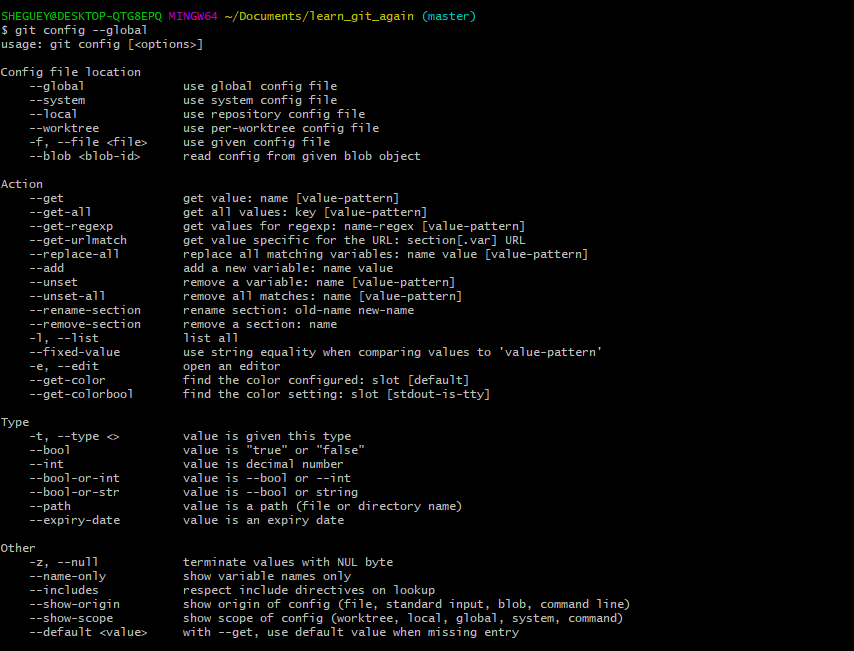 SHEGUEY@DESKTOP-QTG8EPQ MINGW64 ~/Documents/learn_git_again (master)
$ git config --global
usage: git config [<options>]

Config file location
    --global              use global config file
    --system              use system config file
    --local               use repository config file
    --worktree            use per-worktree config file
    -f, --file <file>     use given config file
    --blob <blob-id>      read config from given blob object

Action
    --get                 get value: name [value-pattern]
    --get-all             get all values: key [value-pattern]
    --get-regexp          get values for regexp: name-regex [value-pattern]
    --get-urlmatch        get value specific for the URL: section[.var] URL
    --replace-all         replace all matching variables: name value [value-pattern]
    --add                 add a new variable: name value
    --unset               remove a variable: name [value-pattern]
    --unset-all           remove all matches: name [value-pattern]
    --rename-section      rename section: old-name new-name
    --remove-section      remove a section: name
    -l, --list            list all
    --fixed-value         use string equality when comparing values to 'value-pattern'
    -e, --edit            open an editor
    --get-color           find the color configured: slot [default]
    --get-colorbool       find the color setting: slot [stdout-is-tty]

Type
    -t, --type <>         value is given this type
    --bool                value is "true" or "false"
    --int                 value is decimal number
    --bool-or-int         value is --bool or --int
    --bool-or-str         value is --bool or string
    --path                value is a path (file or directory name)
    --expiry-date         value is an expiry date

Other
    -z, --null            terminate values with NUL byte
    --name-only           show variable names only
    --includes            respect include directives on lookup
    --show-origin         show origin of config (file, standard input, blob, command line)
    --show-scope          show scope of config (worktree, local, global, system, command)
    --default <value>     with --get, use default value when missing entry